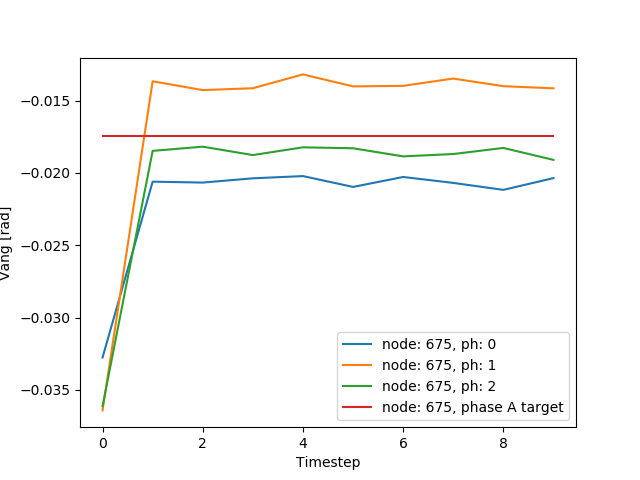 −0.015
−0.020
−0.025
−0.030
−0.035
Vang [rad]
0
2
4
6
8
Timestep
node: 675, ph: 0
node: 675, ph: 1
node: 675, ph: 2
node: 675, phase A target